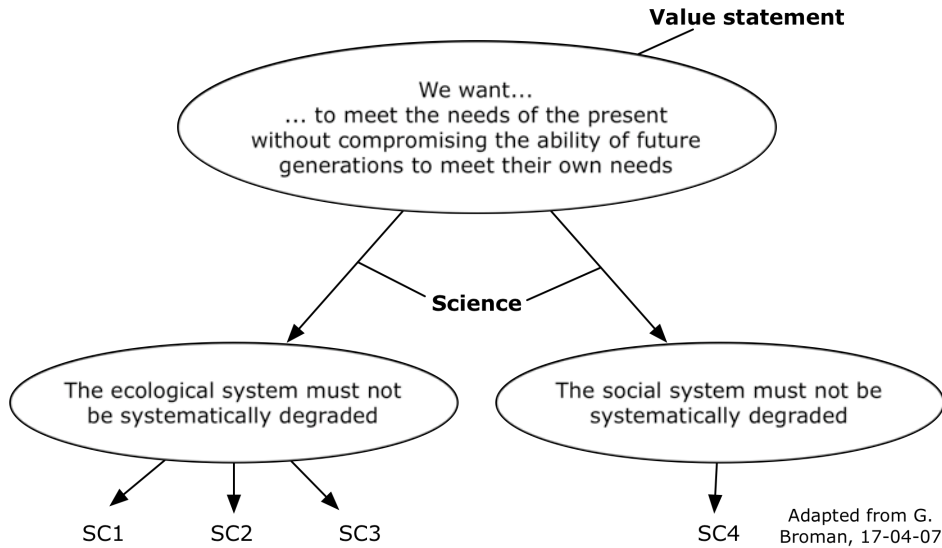 Value statement
We want...
... to meet the needs of the present
without compromising the ability of future
generations to meet their own needs
Science
The ecological system must not
be systematically degraded
The social system must not be
systematically degraded
SC1
SC2
SC3
SC4
Adapted from G.
Broman, 17-04-07